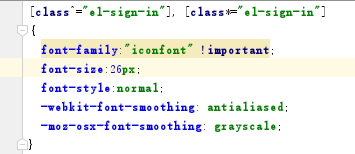 [class^="el-sign-in"], [class*="el-sign-in"]
{
font-family:"iconfont" !important;
font-size:26px;
font-style:normal;
-webkit-font-smoothing: antialiased;
-moz-osx-font-smoothing: grayscale;
}